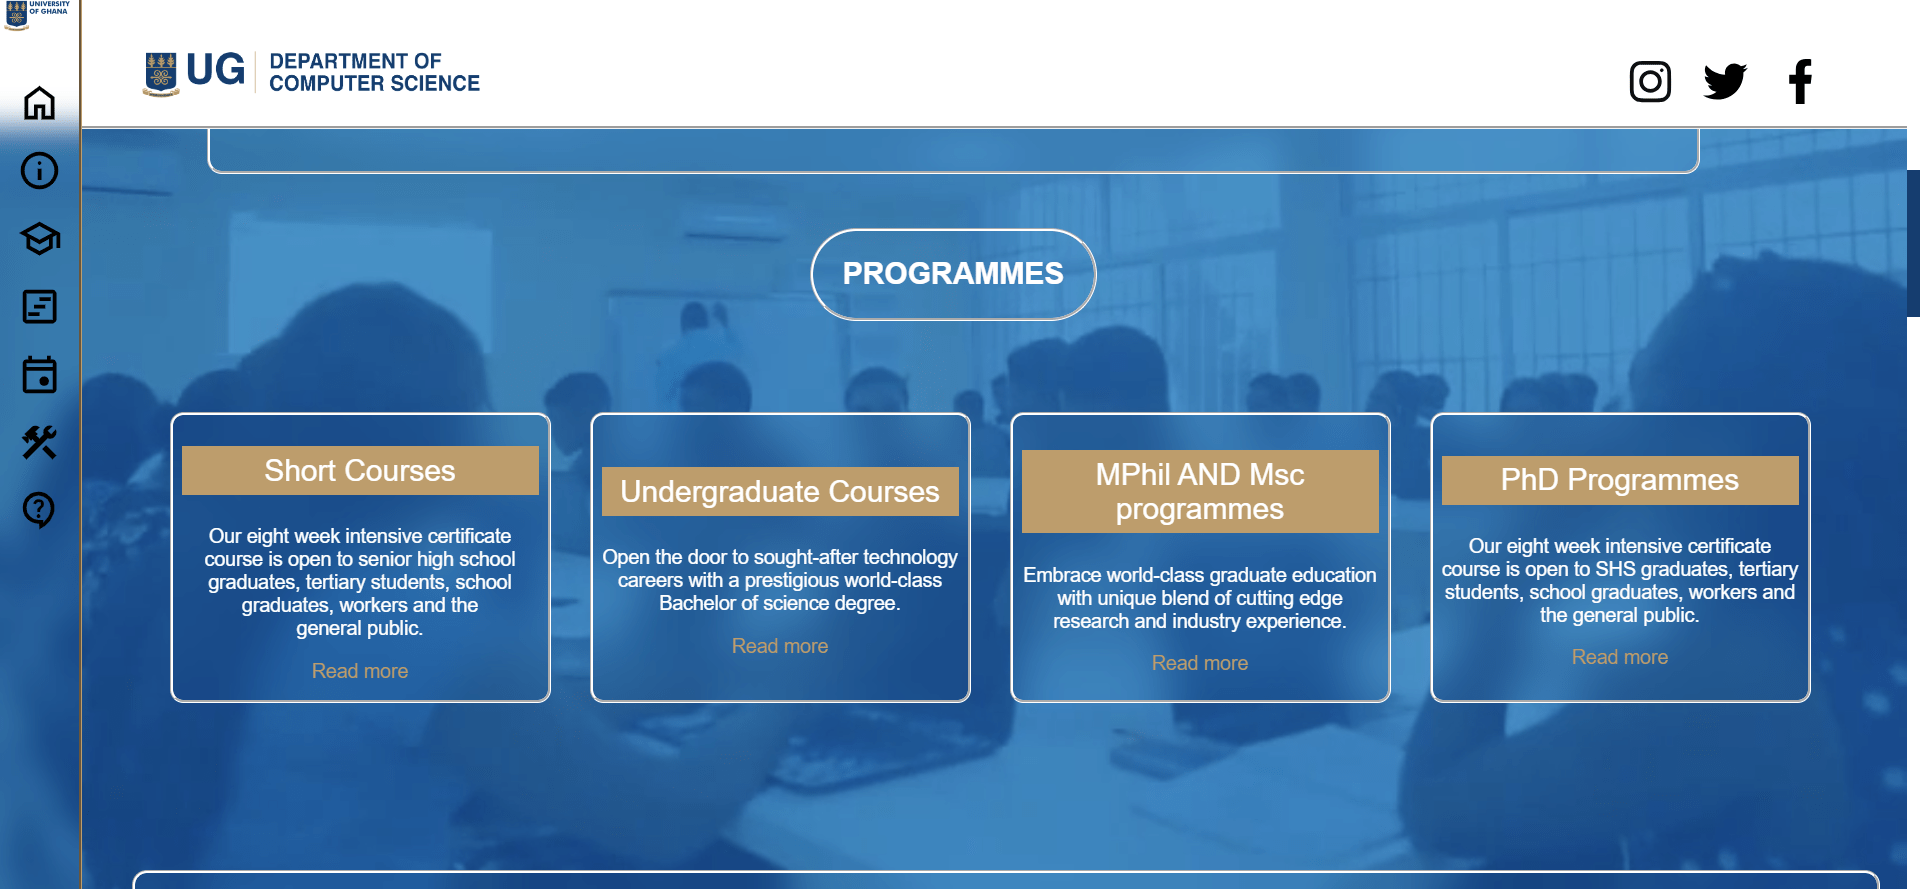 UNIVERSITY
OF GHANA
UG
DEPARTMENT OF
COMPUTER SCIENCE
PROGRAMMES
Short Courses
Our eight week intensive certificate
course is open to senior high school
graduates, tertiary students, school
graduates, workers and the
general public.
Read more
Undergraduate Courses
Open the door to sought-after technology
careers with a prestigious world-class
Bachelor of science degree.
Read more
MPhil AND Msc
programmes
Embrace world-class graduate education
with unique blend of cutting edge
research and industry experience.
Read more
PhD Programmes
Our eight week intensive certificate
course is open to SHS graduates, tertiary
students, school graduates, workers and
the general public.
Read more